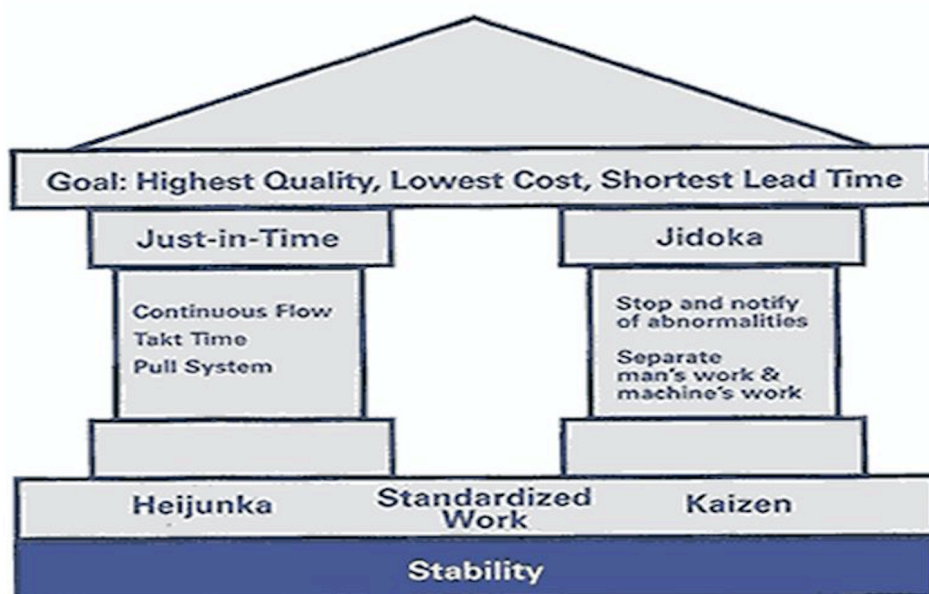 Goal: Highest Quality, Lowest Cost, Shortest Lead Time
Just-in-Time
Continuous Flow
Takt Time
Pull System
Jidoka
Stop and notify
of abnormalities
Separate
man's work &
machine's work
Heijunka
Standardized
Work
Kaizen
Stability